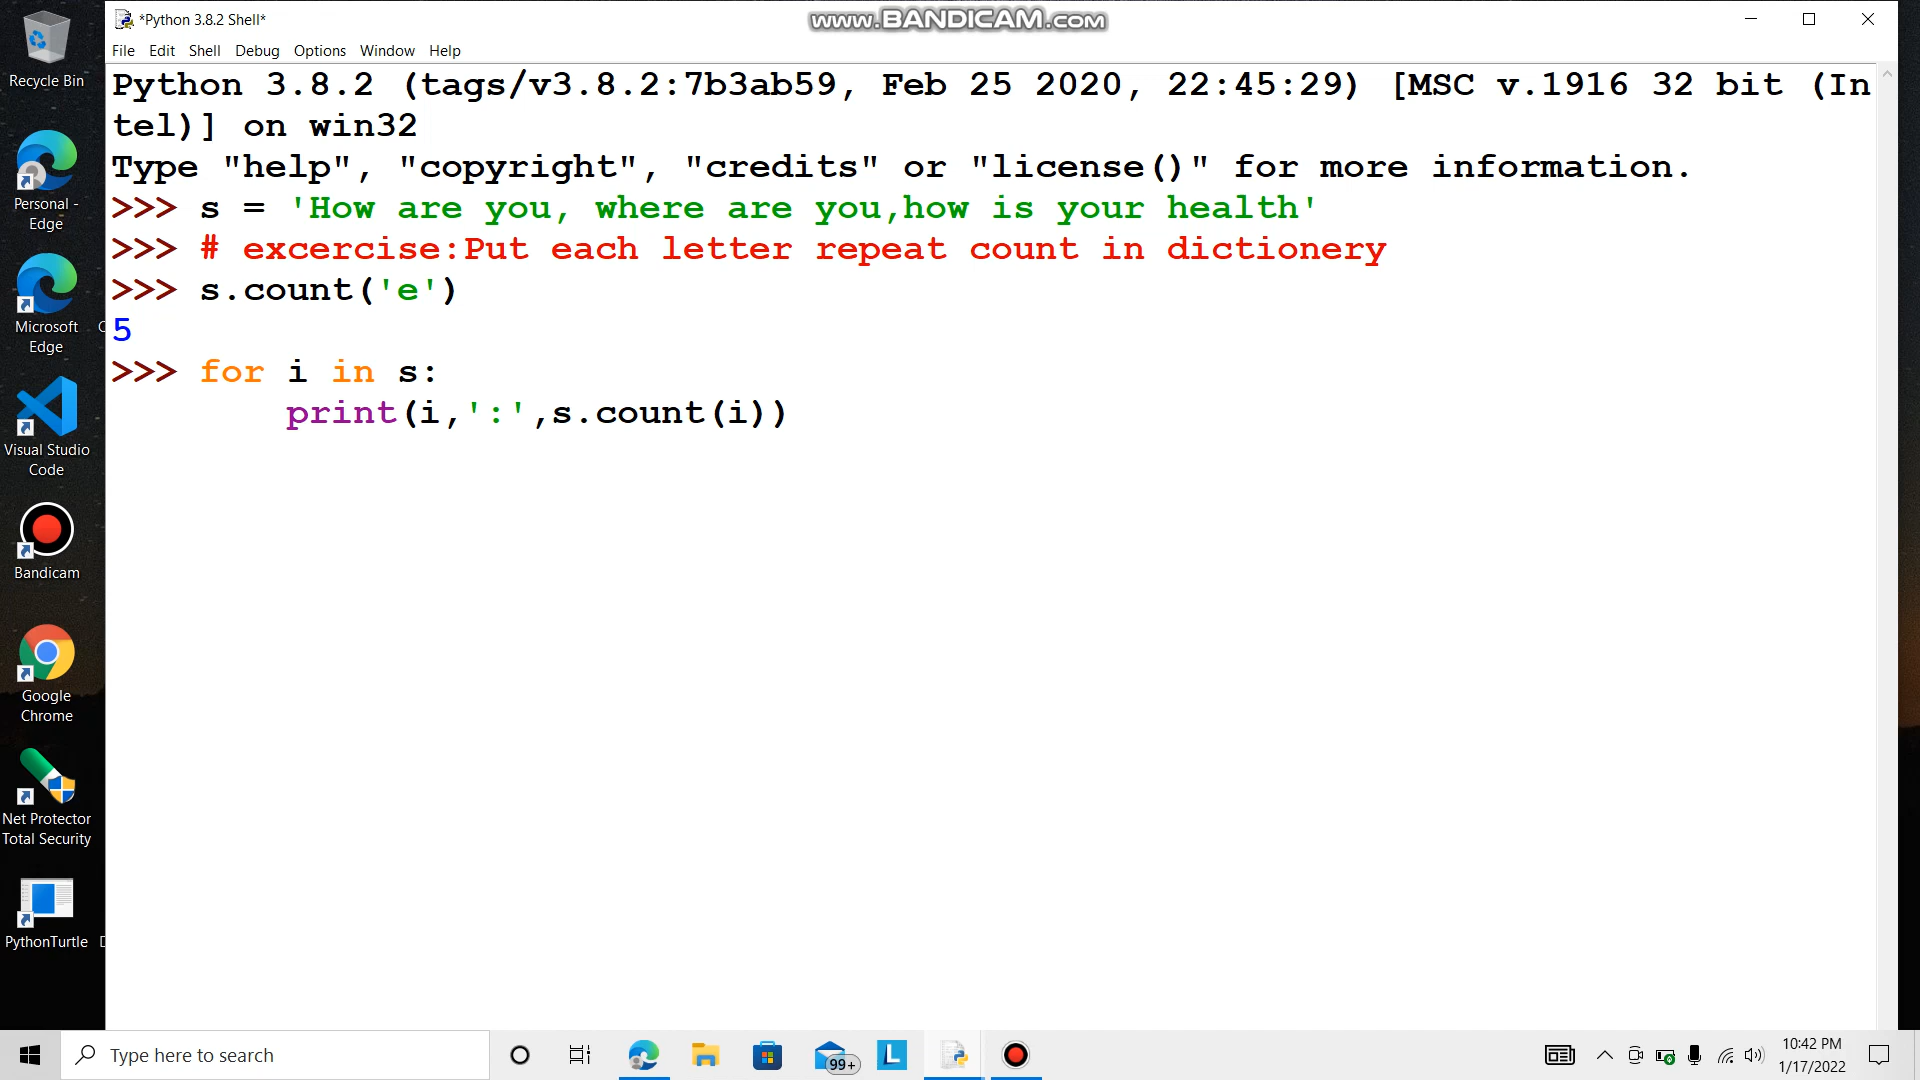 *Python 3.8.2 Shell*
www.BANDICAM.com
File Edit Shell Debug Options Window Help
Python 3.8.2 (tags/v3.8.2:7b3ab59, Feb 25 2020, 22:45:29) [MSC v.1916 32 bit (In
tel)] on win32
Type "help", "copyright", "credits" or "license()" for more information.
>>> s = 'How are you, where are you,how is your health'
>>> # excercise:Put each letter repeat count in dictionery
>>> s.count('e')
5
>>> for i in s:
print(i,':',s.count(i))
Recycle Bin
Personal -
Edge
Microsoft
Edge
Visual Studio
Code
Bandicam
Google
Chrome
Net Protector
Total Security
PythonTurtle
Type here to search
99+
L
10:42 PM
1/17/2022